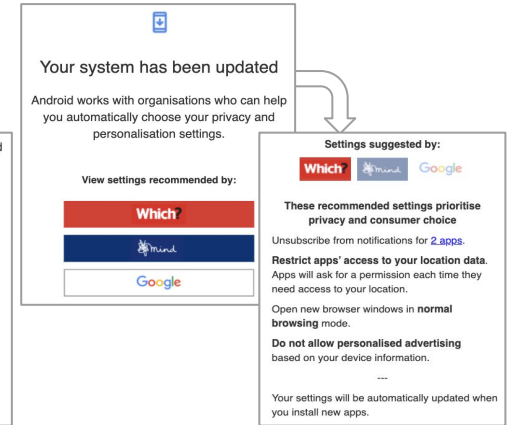 Your system has been updated
Android works with organisations who can help
you automatically choose your privacy and
personalisation settings.
View settings recommended by:
Which?
mind
Google
Settings suggested by:
Which?
mind
Google
These recommended settings prioritise
privacy and consumer choice
Unsubscribe from notifications for 2 apps.
Restrict apps' access to your location data.
Apps will ask for a permission each time they
need access to your location.
Open new browser windows in normal
browsing mode.
Do not allow personalised advertising
based on your device information.
---
Your settings will be automatically updated when
you install new apps.